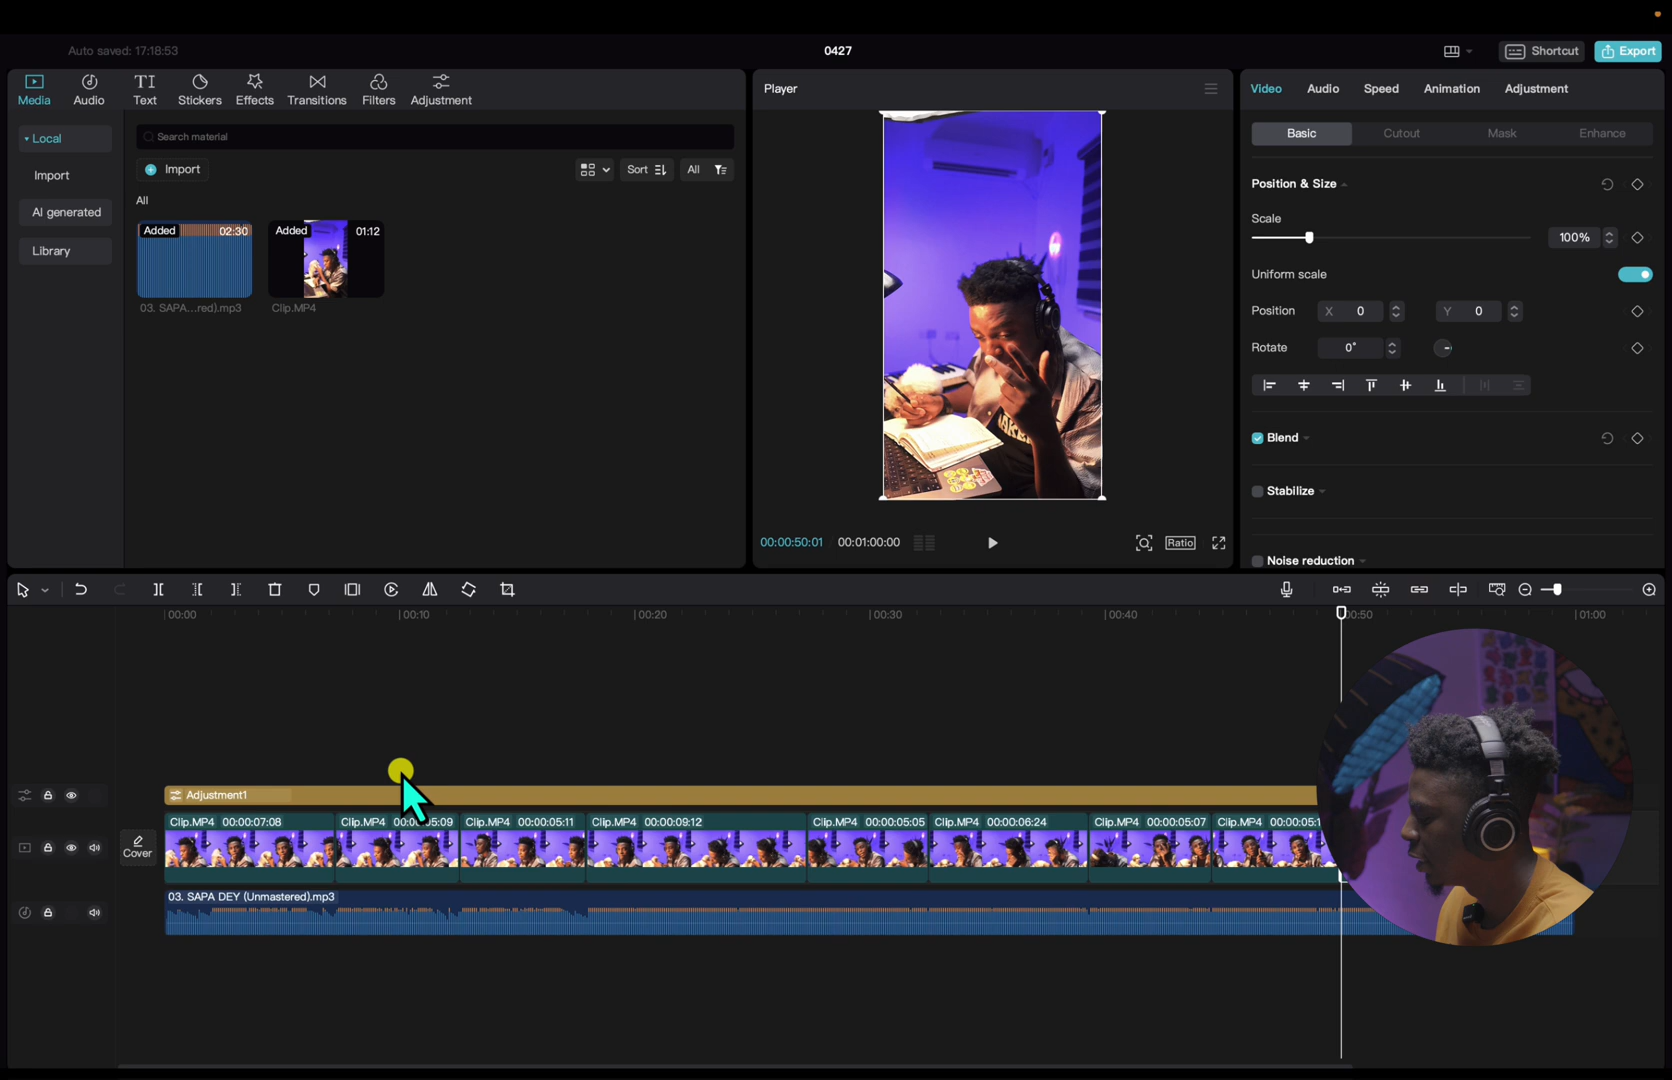 Auto saved: 17:18:53
0427
Shortcut
Export
Media
Audio
Text
Stickers
Effects
Transitions
Filters
Adjustment
Local
Import
AI generated
Library
Search material
Import
Sort
All
All
Added
02:30
03. SAPA...red).mp3
Added
01:12
Clip.MP4
Player
00:00:50:01
00:01:00:00
Ratio
Video
Audio
Speed
Animation
Adjustment
Basic
Cutout
Mask
Enhance
Position & Size
Scale
100%
Uniform scale
Position
X 0
Y 0
Rotate
0°
Blend
Stabilize
Noise reduction
00:00
00:10
00:20
00:30
00:40
00:50
01:00
Adjustment1
Cover
Clip.MP4 00:00:07:08
Clip.MP4
Clip.MP4 00:00:05:11
Clip.MP4 00:00:09:12
Clip.MP4 00:00:05:05
Clip.MP4 00:00:06:24
Clip.MP4 00:00:05:07
Clip.MP4
03. SAPA DEY (Unmastered).mp3